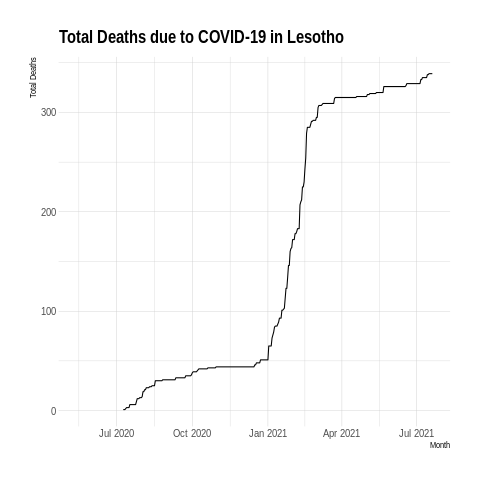 Total Deaths due to COVID-19 in Lesotho
Total Deaths
300
200
100
0
Jul 2020 Oct 2020 Jan 2021 Apr 2021 Jul 2021
Month